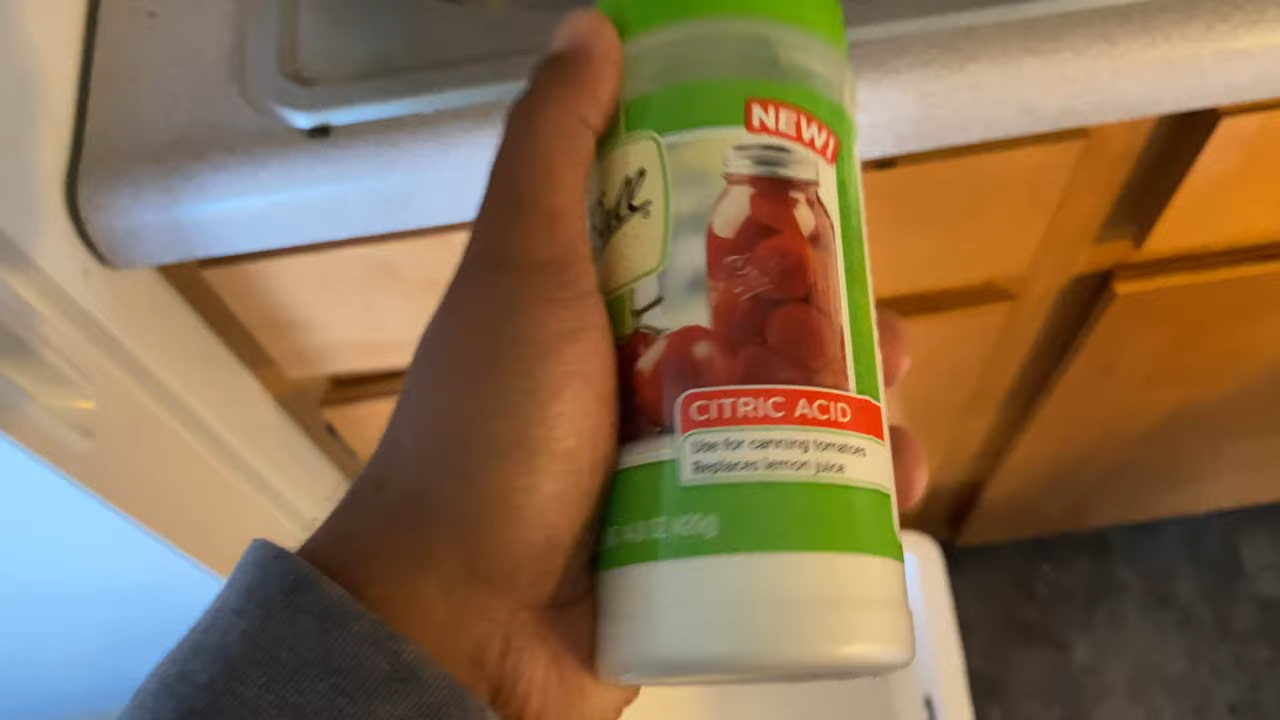 NEW!
CITRIC ACID
Use for canning tomatoes
Replaces lemon juice